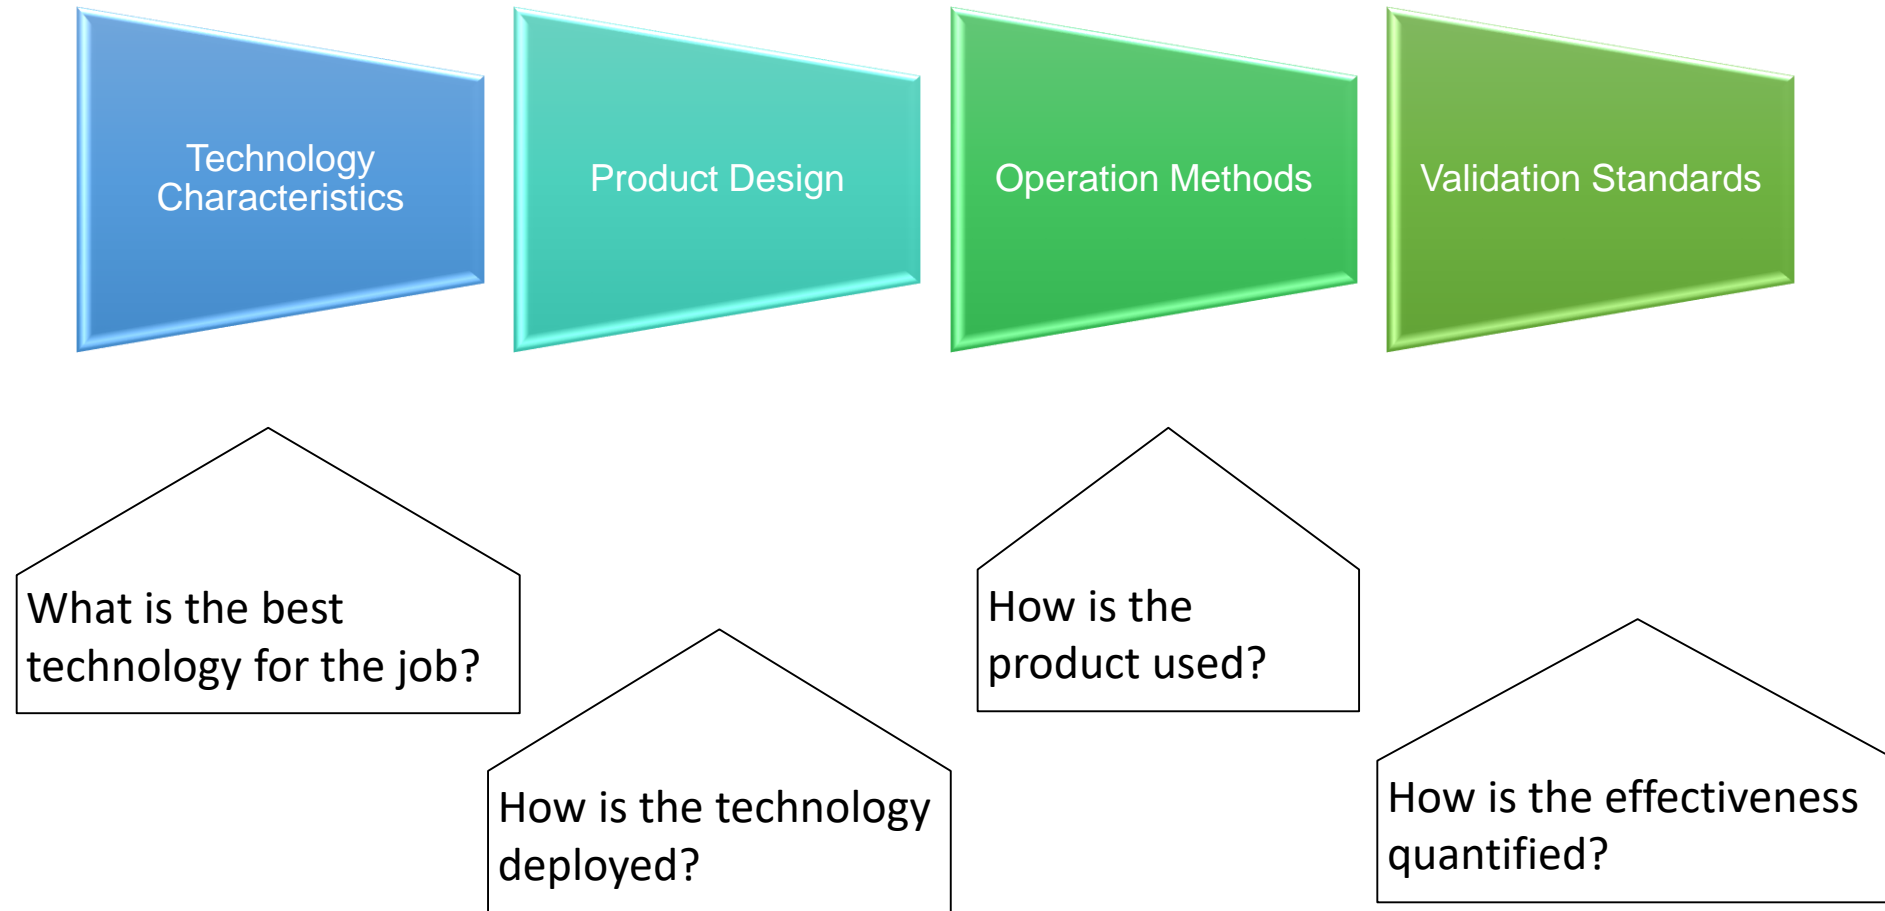 Technology
Characteristics
Product Design
Operation Methods
Validation Standards
What is the best
technology for the job?
How is the technology
deployed?
How is the
product used?
How is the effectiveness
quantified?